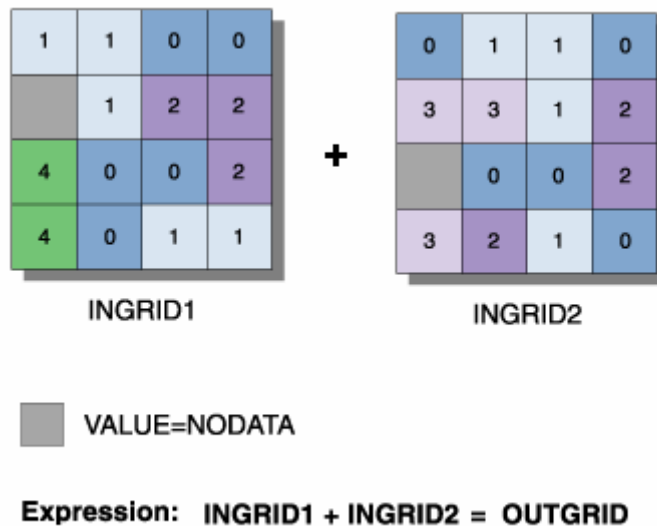 1 1 0 0
1 2 2
4 0 0 2
4 0 1 1
INGRID1
+
0 1 1 0
3 3 1 2
0 0 2
3 2 1 0
INGRID2
VALUE=NODATA
Expression: INGRID1 + INGRID2 = OUTGRID